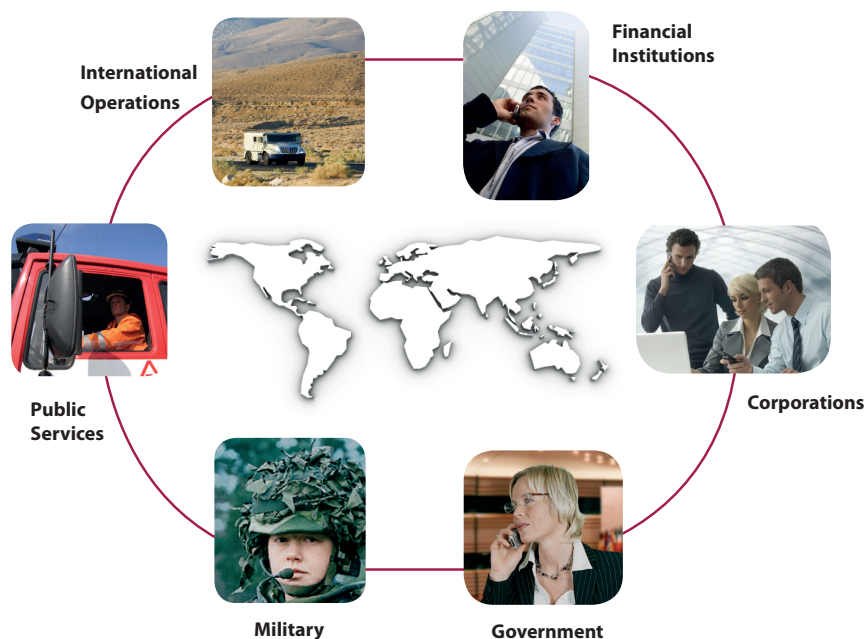 Financial
Institutions
International
Operations
Public
Services
Corporations
Military
Government